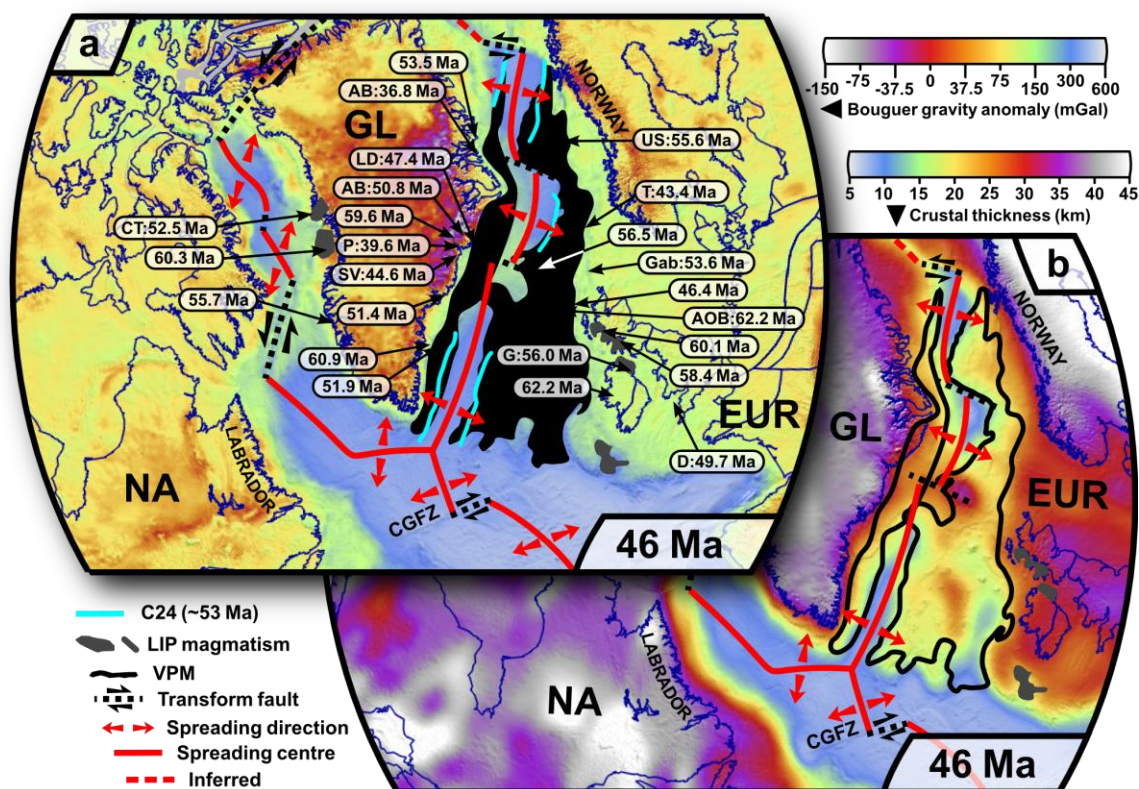 a
53.5 Ma
AB:36.8 Ma
GL
LD:47.4 Ma
AB:50.8 Ma
59.6 Ma
CT:52.5 Ma
P:39.6 Ma
60.3 Ma
SV:44.6 Ma
55.7 Ma
51.4 Ma
60.9 Ma
51.9 Ma
NORWAY
US:55.6 Ma
T:43.4 Ma
56.5 Ma
Gab:53.6 Ma
46.4 Ma
AOB:62.2 Ma
60.1 Ma
G:56.0 Ma
58.4 Ma
62.2 Ma
EUR
D:49.7 Ma
NA
LABRADOR
CGFZ
46 Ma
-150 -75 -37.5 0 37.5 75 150 300 600
Bouguer gravity anomaly (mGal)
5 10 15 20 25 30 35 40 45
Crustal thickness (km)
b
NORWAY
GL
EUR
LABRADOR
NA
CGFZ
46 Ma
C24 (~53 Ma)
LIP magmatism
VPM
Transform fault
Spreading direction
Spreading centre
Inferred